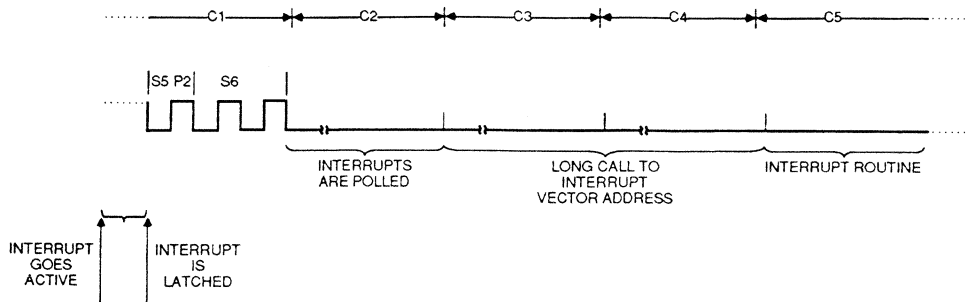 C1 C2 C3 C4 C5
S5 P2 S6
INTERRUPTS
ARE POLLED
LONG CALL TO
INTERRUPT
VECTOR ADDRESS
INTERRUPT ROUTINE
INTERRUPT
GOES
ACTIVE
INTERRUPT
IS
LATCHED